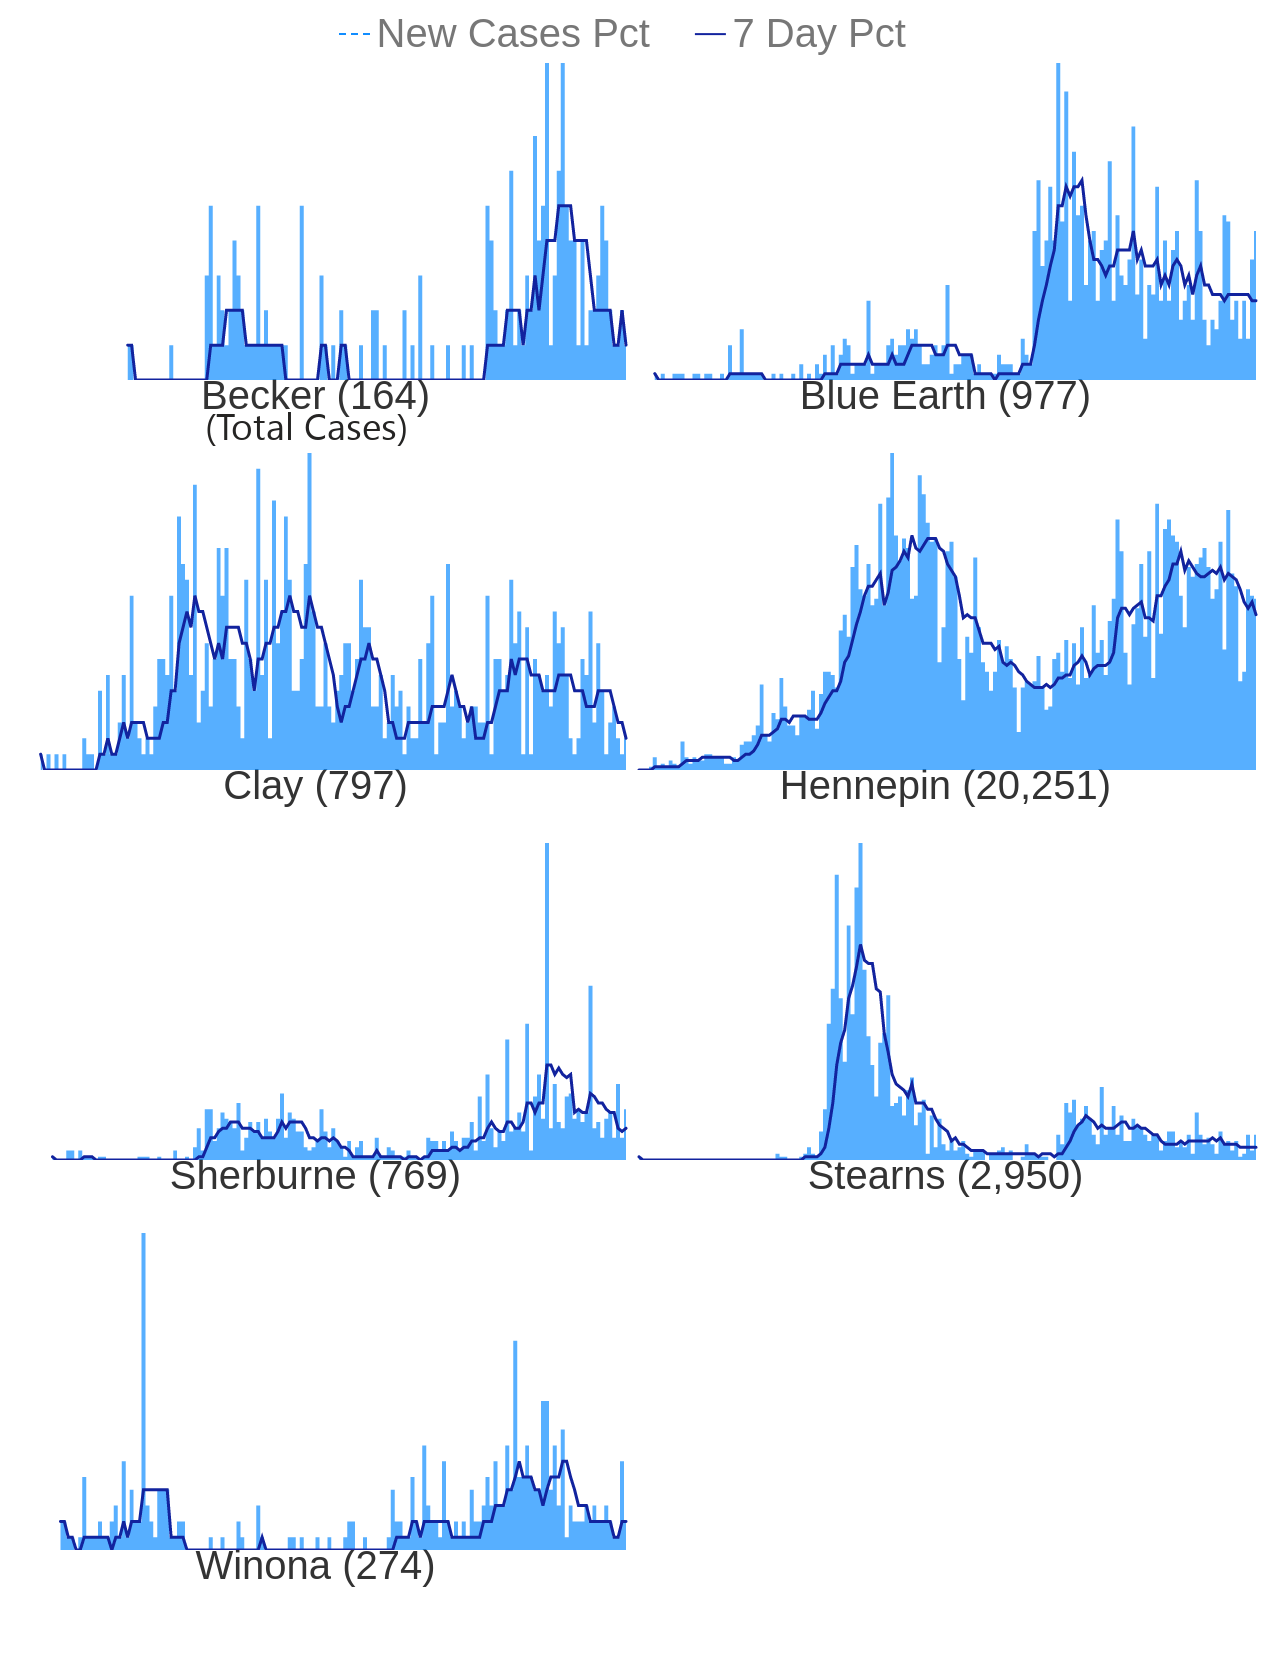 New Cases Pct 7 Day Pct
Becker (164) Blue Earth (977)
(Total Cases)
Clay (797) Hennepin (20,251)
Sherburne (769) Stearns (2,950)
Winona (274)